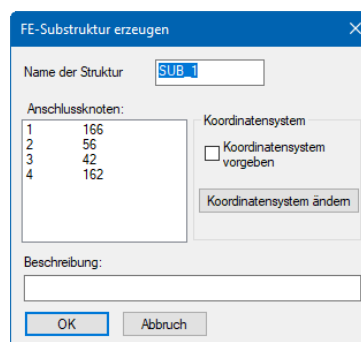 FE-Substruktur erzeugen
Name der Struktur SUB_1
Anschlussknoten:
1 166
2 56
3 42
4 162
Koordinatensystem
Koordinatensystem
vorgeben
Koordinatensystem ändern
Beschreibung:
OK Abbruch